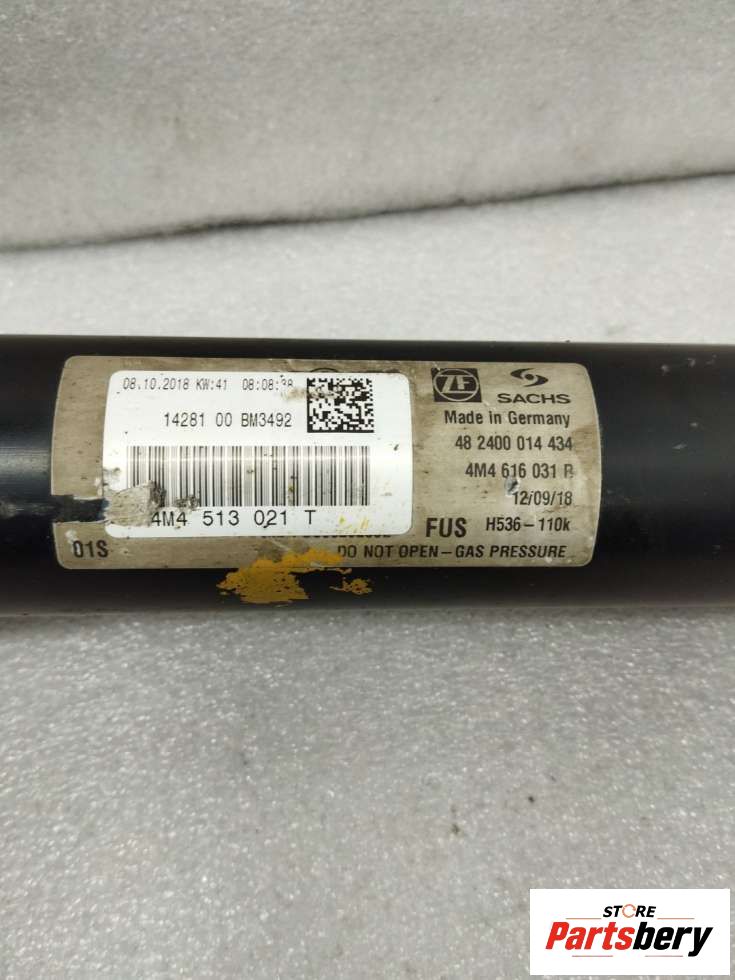 08.10.2018 KW:41 08:08:38
14281 00 BM3492
4M4 513 021 T
01S
ZF SACHS
Made in Germany
48 2400 014 434
4M4 616 031
12/09/18
FUS H536-110k
DO NOT OPEN-GAS PRESSURE
STORE
Partsbery